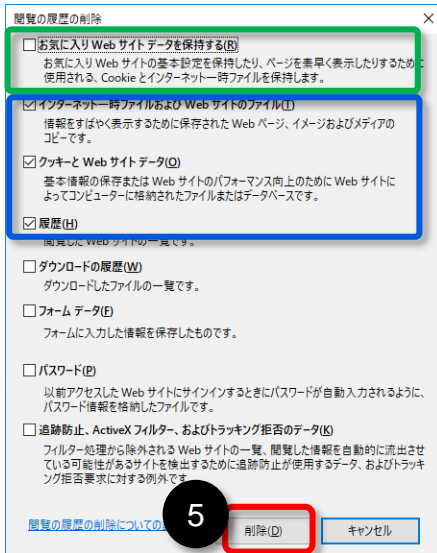 閲覧の履歴の削除
お気に入り Web サイト データを保持する(R)
お気に入り Web サイトの基本設定を保持したり、ページを素早く表示したりするために
使用される、Cookie とインターネット一時ファイルを保持します。
インターネット一時ファイルおよび Web サイトのファイル(T)
情報をすばやく表示するために保存された Web ページ、イメージおよびメディアの
コピーです。
クッキーと Web サイト データ(O)
基本情報の保存または Web サイトのパフォーマンス向上のために Web サイトに
よってコンピューターに格納されたファイルまたはデータベースです。
履歴(H)
閲覧した Web サイトの一覧です。
ダウンロードの履歴(W)
ダウンロードしたファイルの一覧です。
フォーム データ(F)
フォームに入力した情報を保存したものです。
パスワード(P)
以前アクセスした Web サイトにサインインするときにパスワードが自動入力されるように、
パスワード情報を格納したファイルです。
追跡防止、ActiveX フィルター、およびトラッキング拒否のデータ(K)
フィルター処理から除外される Web サイトの一覧、閲覧した情報を自動的に流出させ
ている可能性があるサイトを検出するために追跡防止が使用するデータ、およびトラッキ
ング拒否要求に対する例外です。
閲覧の履歴の削除についての
5
削除(D)
キャンセル